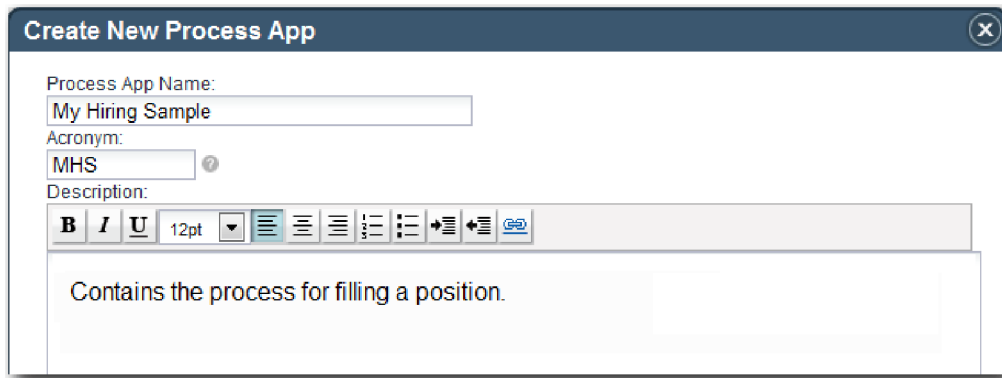 Create New Process App
Process App Name:
My Hiring Sample
Acronym:
MHS
?
Description:
B I U 12pt
Contains the process for filling a position.